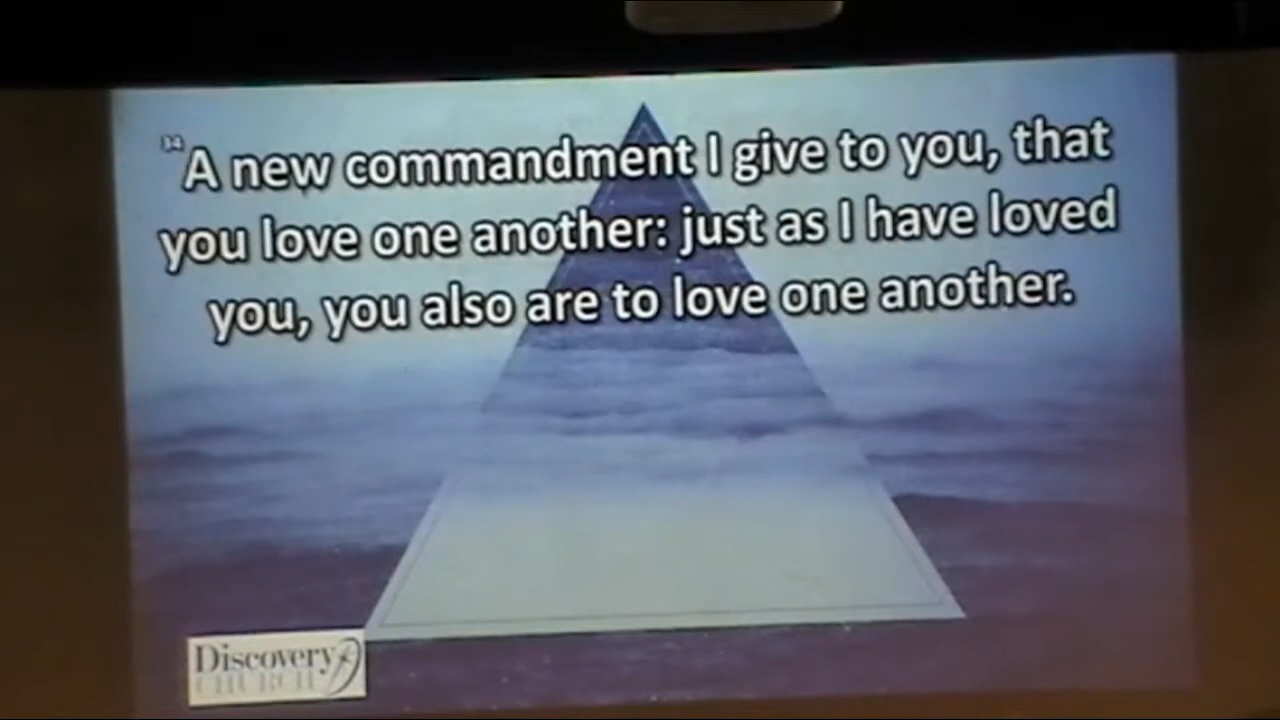 34 A new commandment I give to you, that
you love one another: just as I have loved
you, you also are to love one another.
Discovery
CHURCH